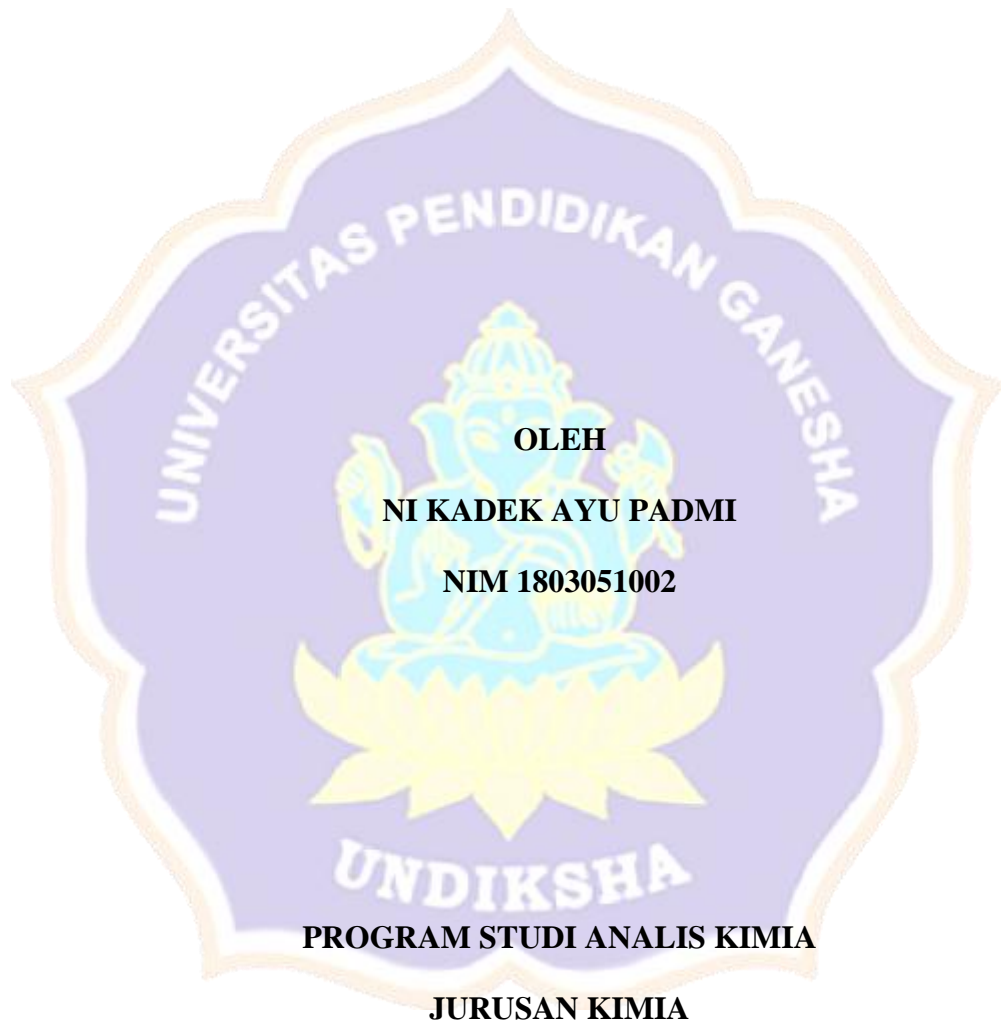 UNIVERSITAS PENDIDIKAN GANESHA
OLEH
NI KADEK AYU PADMI
NIM 1803051002
UNDIKSHA
PROGRAM STUDI ANALIS KIMIA
JURUSAN KIMIA